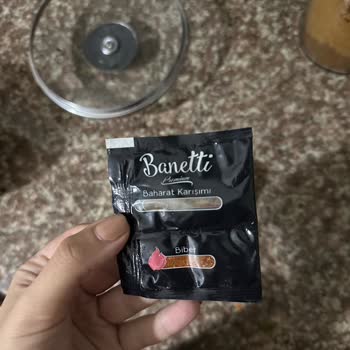 Banetti
Premium
Baharat Karışımı
Biber